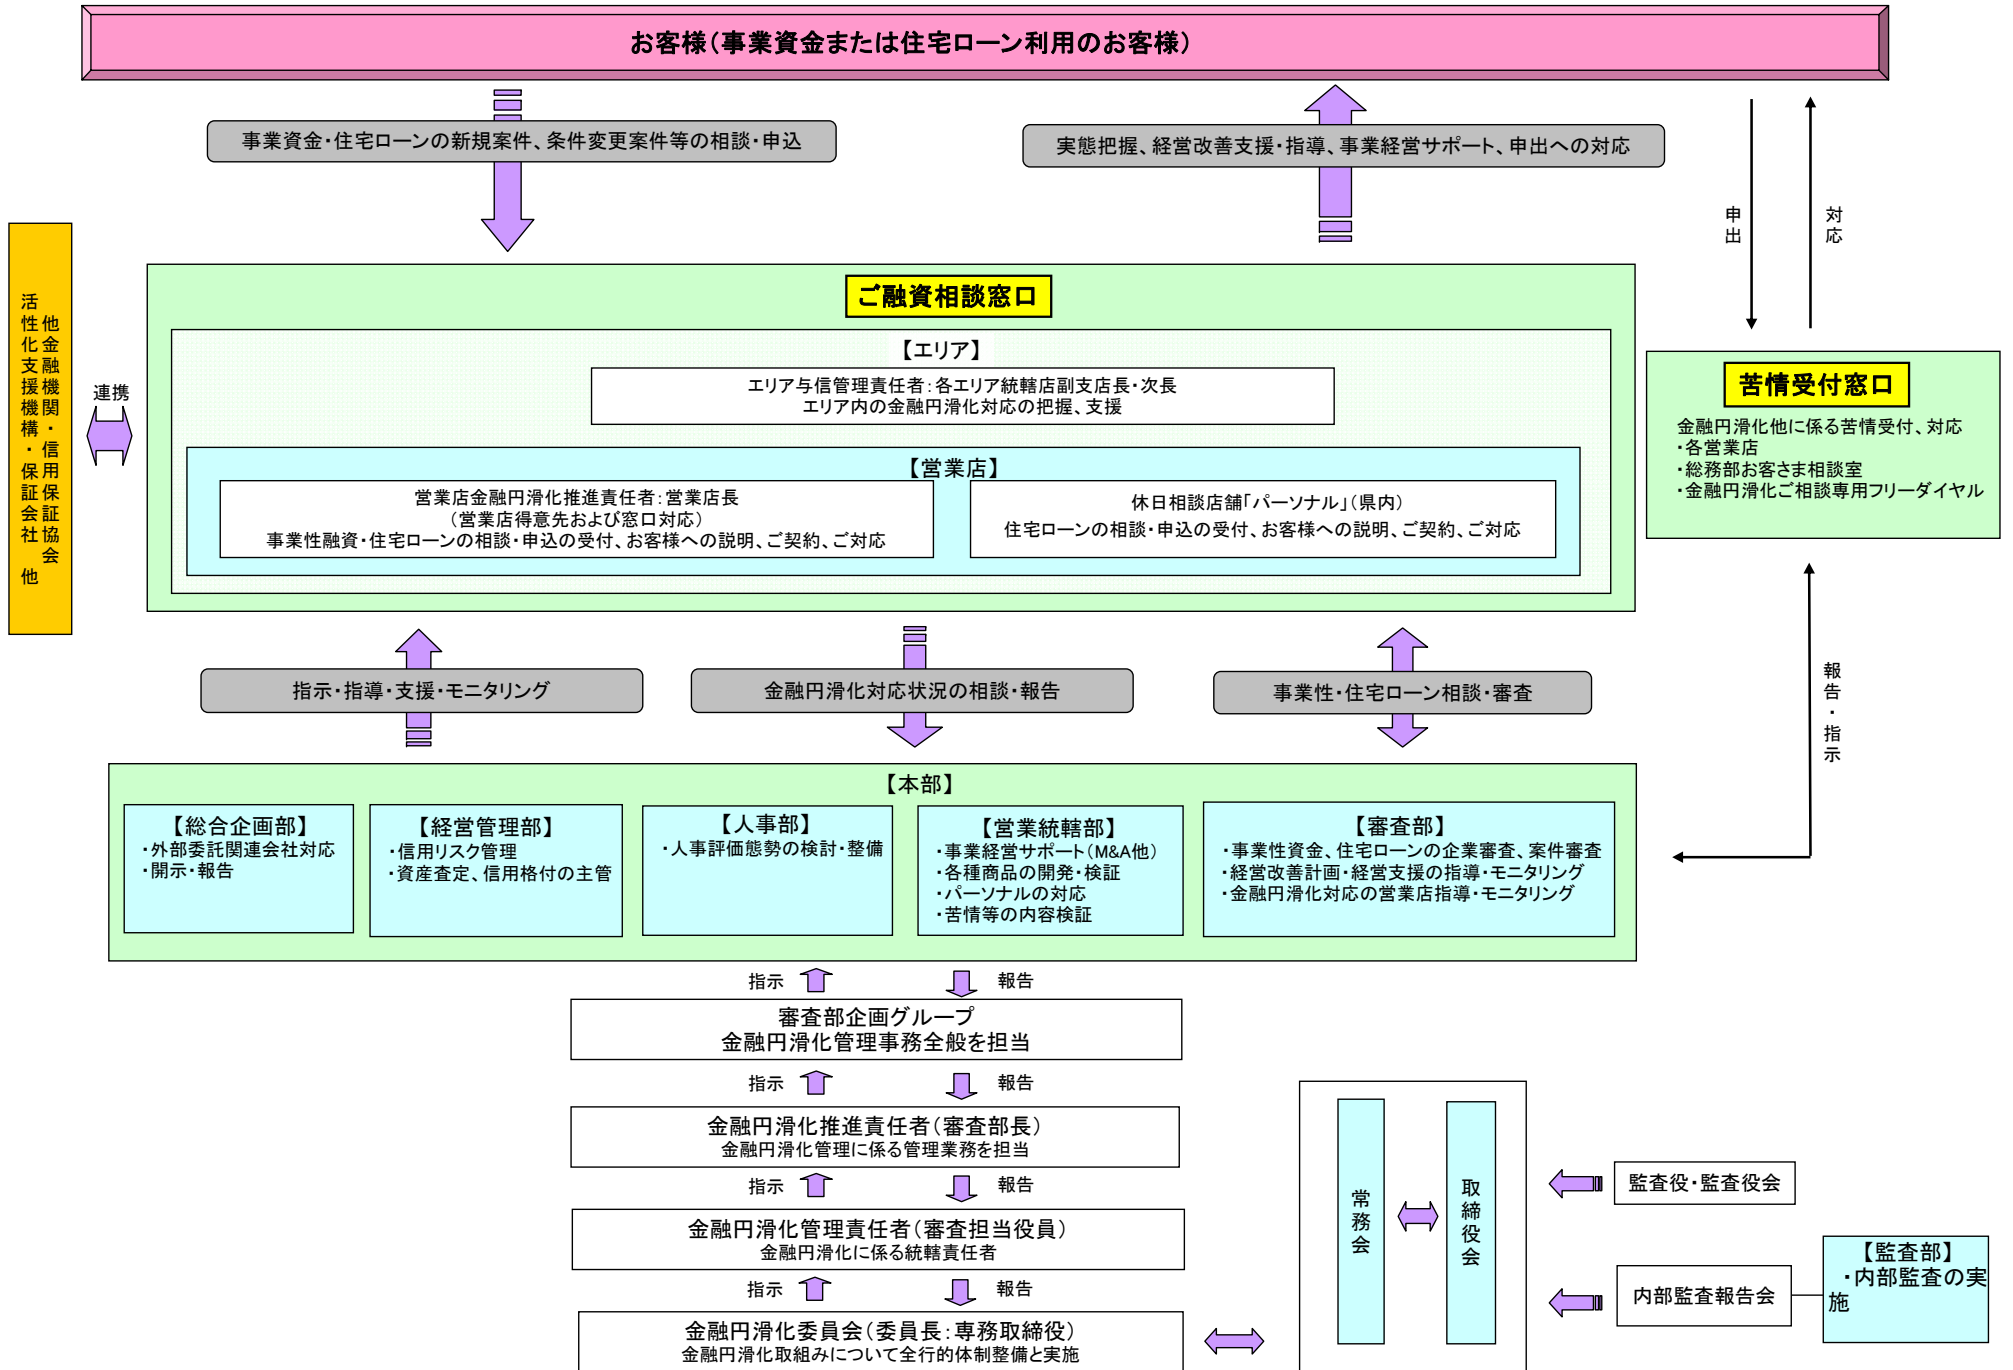 お客様(事業資金または住宅ローン利用のお客様)
事業資金・住宅ローンの新規案件、条件変更案件等の相談・申込
実態把握、経営改善支援・指導、事業経営サポート、申出への対応
申出
対応
他金融機関・信用保証協会
活性化支援機構・保証会社 他
連携
ご融資相談窓口
【エリア】
エリア与信管理責任者:各エリア統轄店副支店長・次長
エリア内の金融円滑化対応の把握、支援
【営業店】
営業店金融円滑化推進責任者:営業店長
(営業店得意先および窓口対応)
事業性融資・住宅ローンの相談・申込の受付、お客様への説明、ご契約、ご対応
休日相談店舗「パーソナル」(県内)
住宅ローンの相談・申込の受付、お客様への説明、ご契約、ご対応
苦情受付窓口
金融円滑化他に係る苦情受付、対応
・各営業店
・総務部お客さま相談室
・金融円滑化ご相談専用フリーダイヤル
指示・指導・支援・モニタリング
金融円滑化対応状況の相談・報告
事業性・住宅ローン相談・審査
報告・指示
【本部】
【総合企画部】
・外部委託関連会社対応
・開示・報告
【経営管理部】
・信用リスク管理
・資産査定、信用格付の主管
【人事部】
・人事評価態勢の検討・整備
【営業統轄部】
・事業経営サポート(M&A他)
・各種商品の開発・検証
・パーソナルの対応
・苦情等の内容検証
【審査部】
・事業性資金、住宅ローンの企業審査、案件審査
・経営改善計画・経営支援の指導・モニタリング
・金融円滑化対応の営業店指導・モニタリング
指示
報告
審査部企画グループ
金融円滑化管理事務全般を担当
指示
報告
金融円滑化推進責任者(審査部長)
金融円滑化管理に係る管理業務を担当
指示
報告
金融円滑化管理責任者(審査担当役員)
金融円滑化に係る統轄責任者
指示
報告
金融円滑化委員会(委員長:専務取締役)
金融円滑化取組みについて全行的体制整備と実施
常務会
取締役会
監査役・監査役会
内部監査報告会
【監査部】
・内部監査の実
施